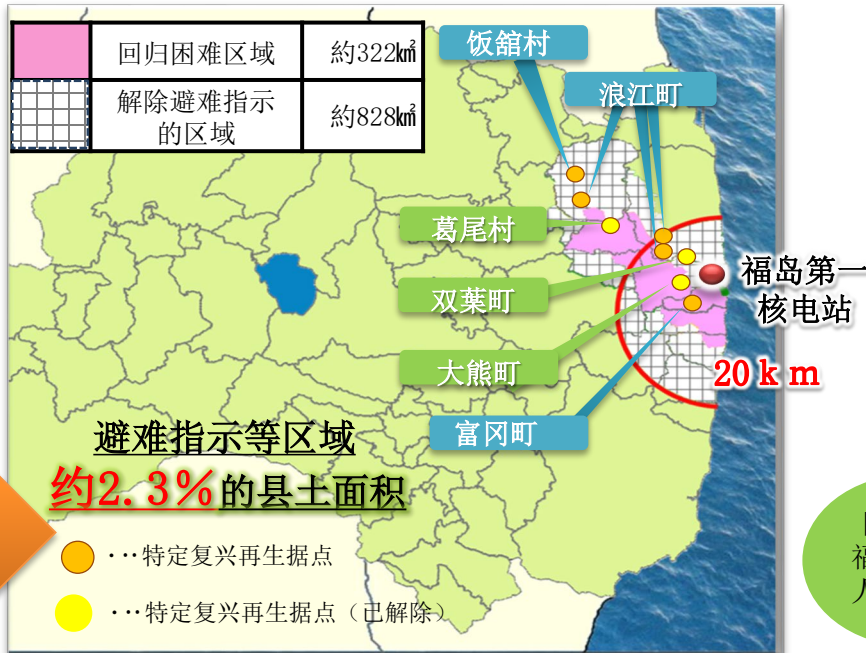 回归困难区域 約322㎢
解除避难指示
的区域
約828㎢
饭舘村
浪江町
葛尾村
双葉町
大熊町
富冈町
福岛第一
核电站
20ｋｍ
避难指示等区域
约2.3％的县土面积
・・・特定复兴再生据点
・・・特定复兴再生据点（已解除）